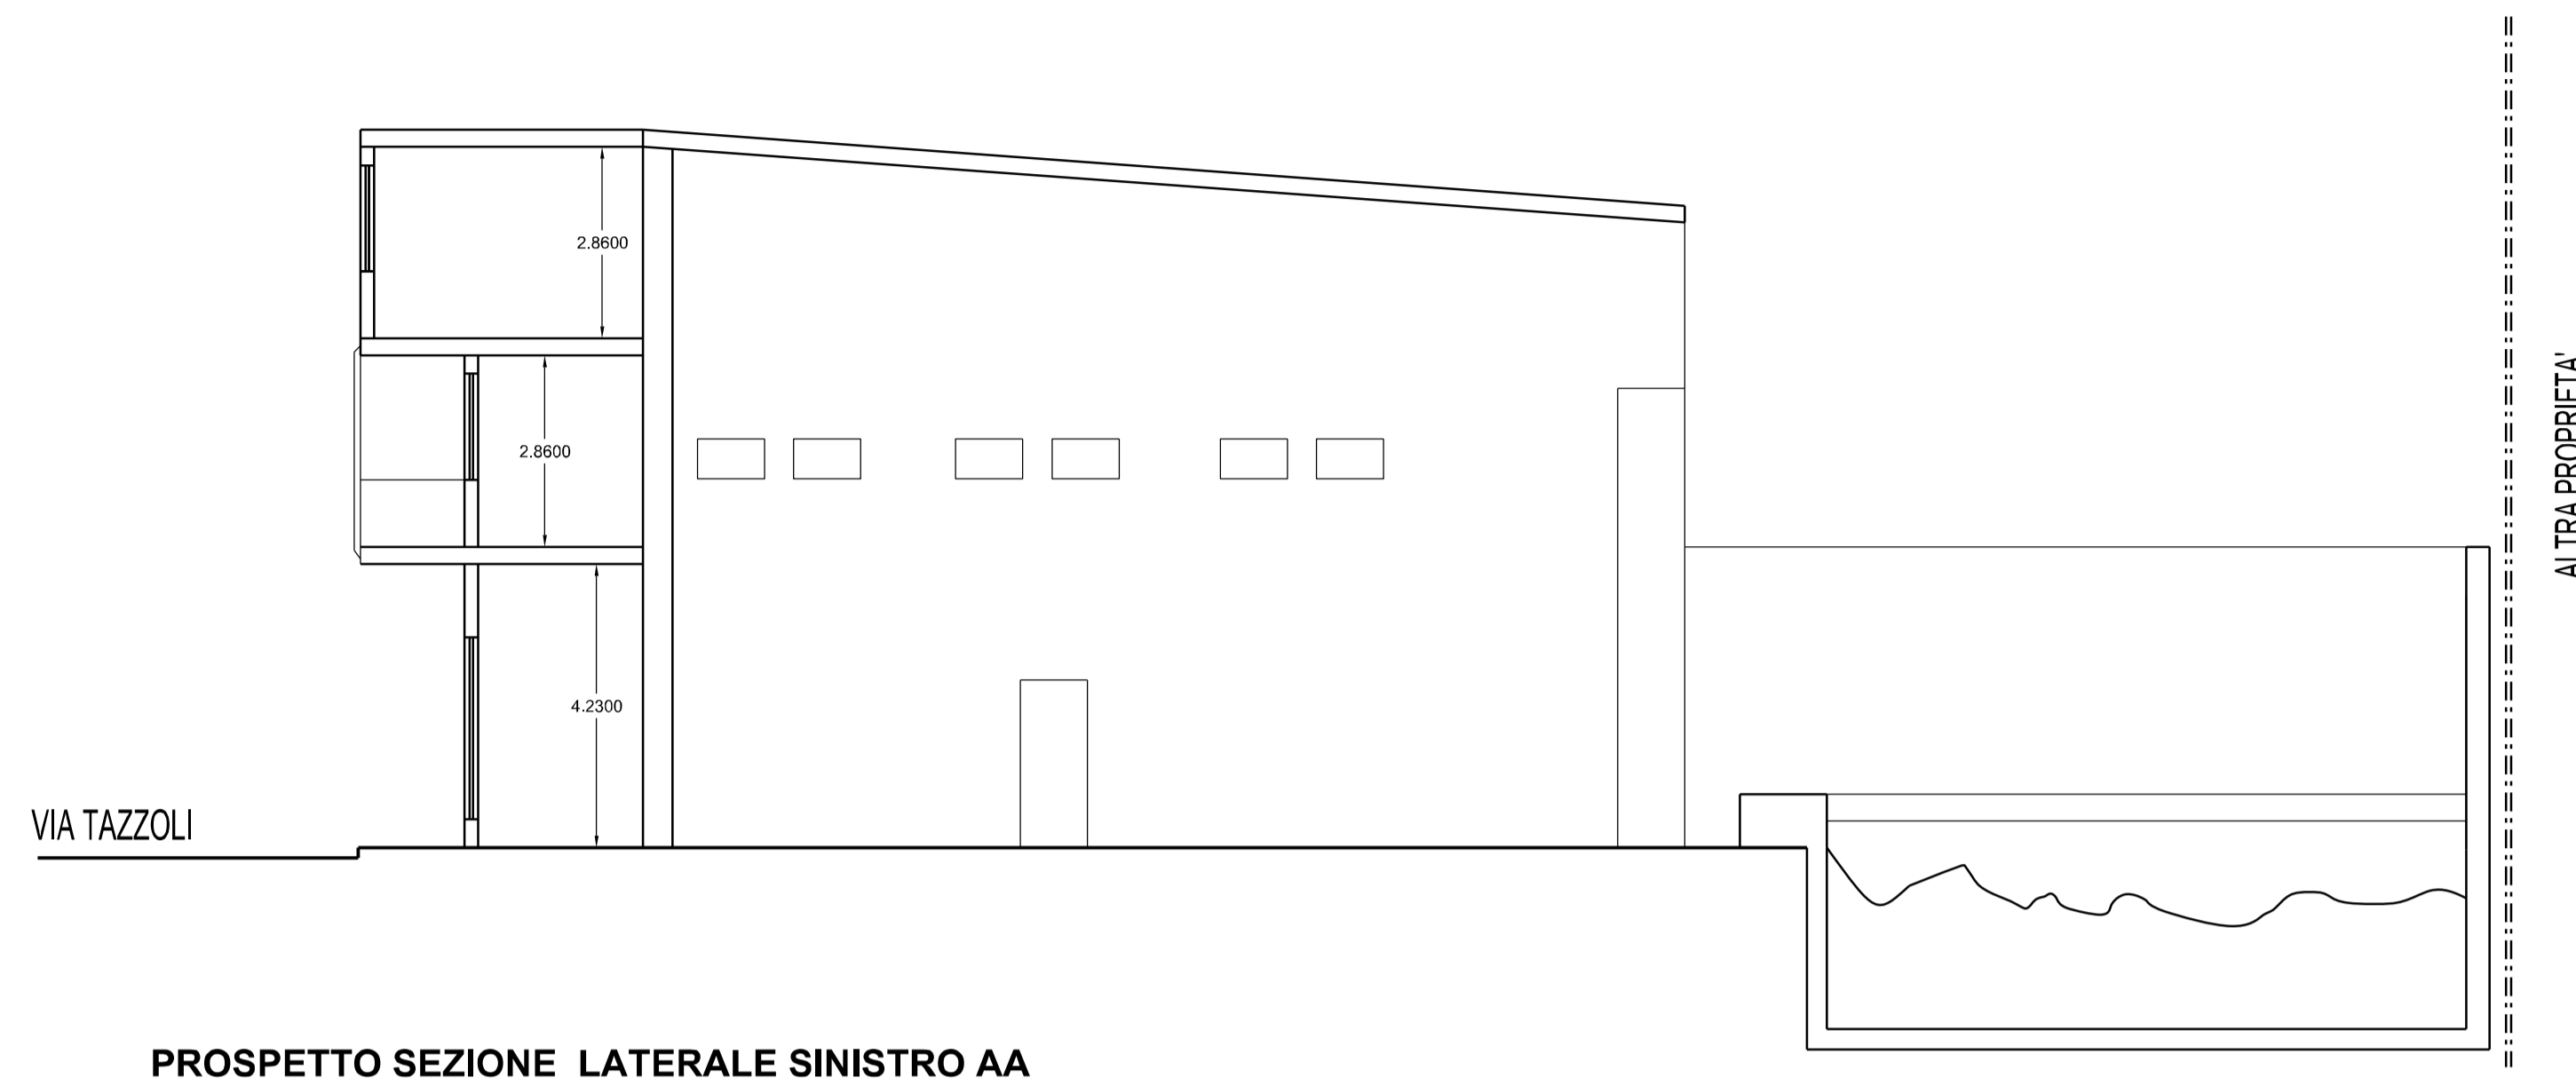 2.8600
2.8600
4.2300
VIA TAZZOLI
ALTRA PROPRIETA'
PROSPETTO SEZIONE LATERALE SINISTRO AA